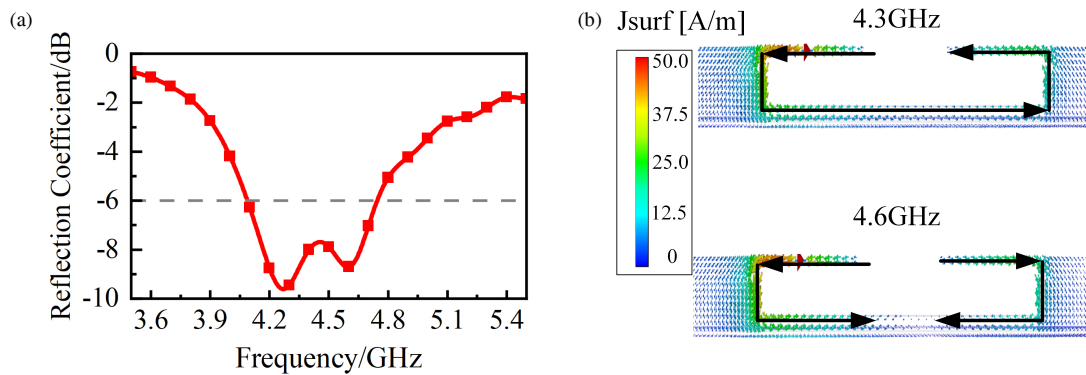 (a)
0
-2
-4
-6
-8
-10
Reflection Coefficient/dB
3.6 3.9 4.2 4.5 4.8 5.1 5.4
Frequency/GHz
(b)
Jsurf [A/m]
50.0
37.5
25.0
12.5
0
4.3GHz
4.6GHz